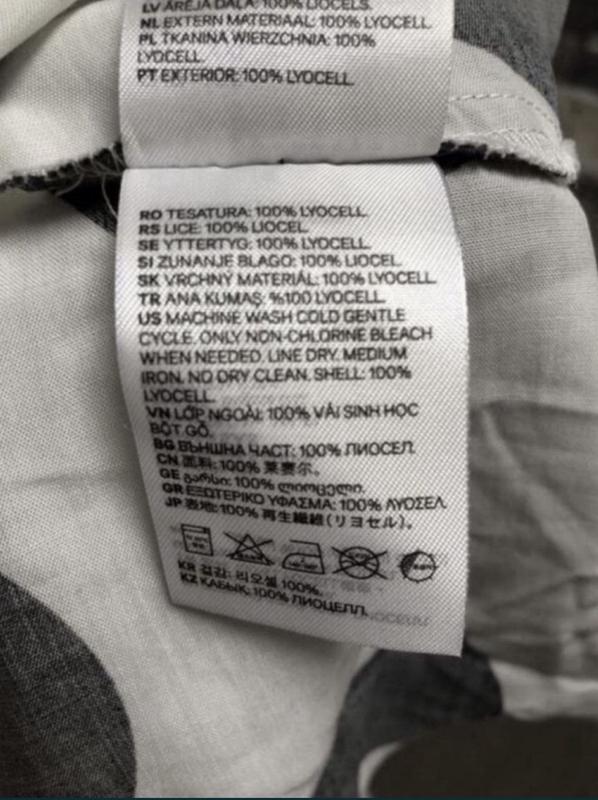 LV ĀRĒJĀ DAĻA: 100% LIOCELS.
NL EXTERN MATERIAAL: 100% LYOCELL.
PL TKANINA WIERZCHNIA: 100%
LYOCELL.
PT EXTERIOR: 100% LYOCELL.
RO TESATURA: 100% LYOCELL.
RS LICE: 100% LIOCEL.
SE YTTERTYG: 100% LYOCELL.
SI ZUNANJE BLAGO: 100% LIOCEL.
SK VRCHNÝ MATERIÁL: 100% LYOCELL.
TR ANA KUMAŞ: %100 LYOCELL.
US MACHINE WASH COLD GENTLE
CYCLE. ONLY NON-CHLORINE BLEACH
WHEN NEEDED. LINE DRY. MEDIUM
IRON. NO DRY CLEAN. SHELL: 100%
LYOCELL.
VN LỚP NGOÀI: 100% VẢI SINH HỌC
BỘT GỖ.
BG ВЪНШНА ЧАСТ: 100% ЛИОСЕЛ.
CN 面料: 100% 莱赛尔。
GE გარსი: 100% ლიოცელი.
GR ΕΞΩΤΕΡΙΚΟ ΥΦΑΣΜΑ: 100% ΛΥΟΣΕΛ.
JP 表地: 100% 再生繊維(リヨセル)。
KR 겉감: 리오셀 100%.
KZ КАБЫК: 100% ЛИОЦЕЛЛ.